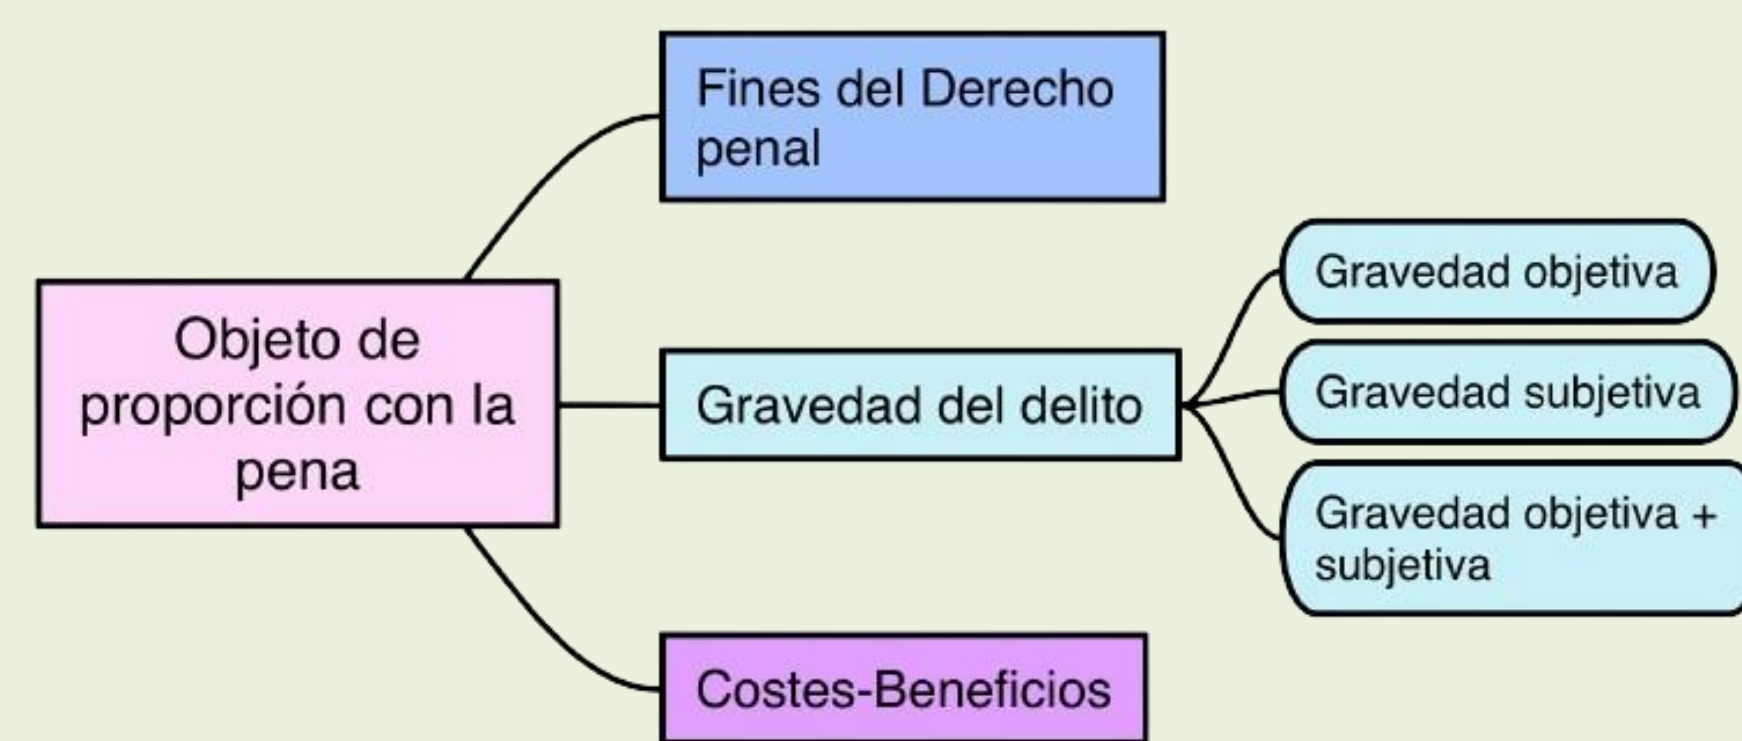 Fines del Derecho
penal
Objeto de
proporción con la
pena
Gravedad del delito
Gravedad objetiva
Gravedad subjetiva
Gravedad objetiva +
subjetiva
Costes-Beneficios